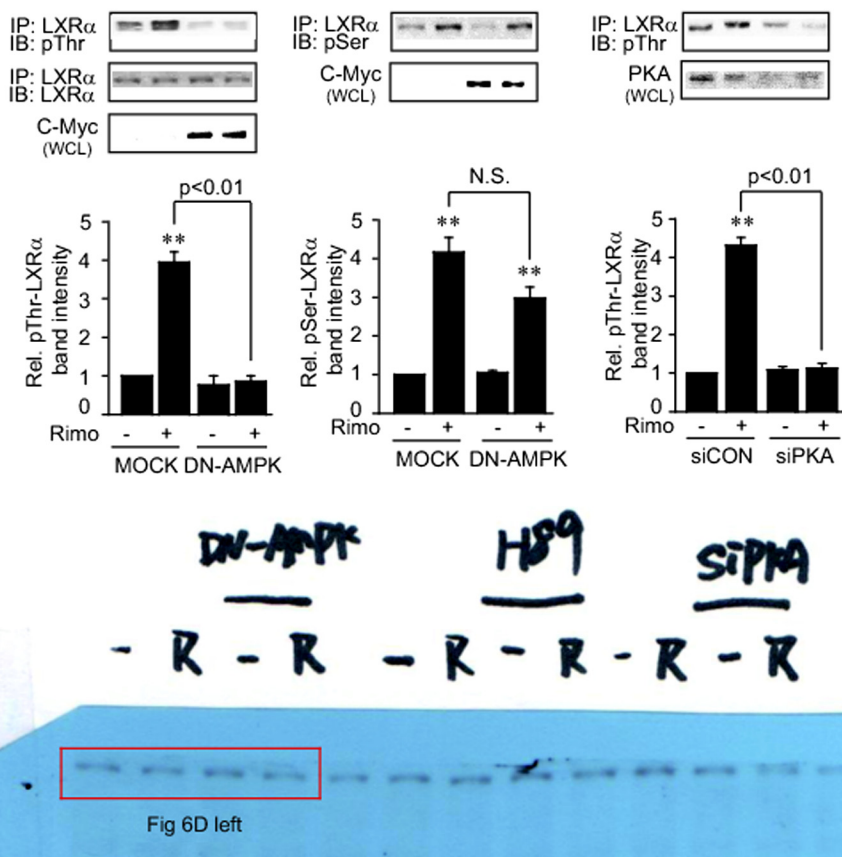 IP: LXRα
IB: pThr
IP: LXRα
IB: LXRα
C-Myc
(WCL)
p<0.01
**
Rel. pThr-LXRα
band intensity
5
4
3
2
1
0
Rimo - + - +
MOCK DN-AMPK
IP: LXRα
IB: pSer
C-Myc
(WCL)
N.S.
**
**
Rel. pSer-LXRα
band intensity
5
4
3
2
1
0
Rimo - + - +
MOCK DN-AMPK
IP: LXRα
IB: pThr
PKA
(WCL)
p<0.01
**
Rel. pThr-LXRα
band intensity
5
4
3
2
1
0
Rimo - + - +
siCON siPKA
DN-AMPK H89 SiPKA
- R - R - R - R - R - R
Fig 6D left